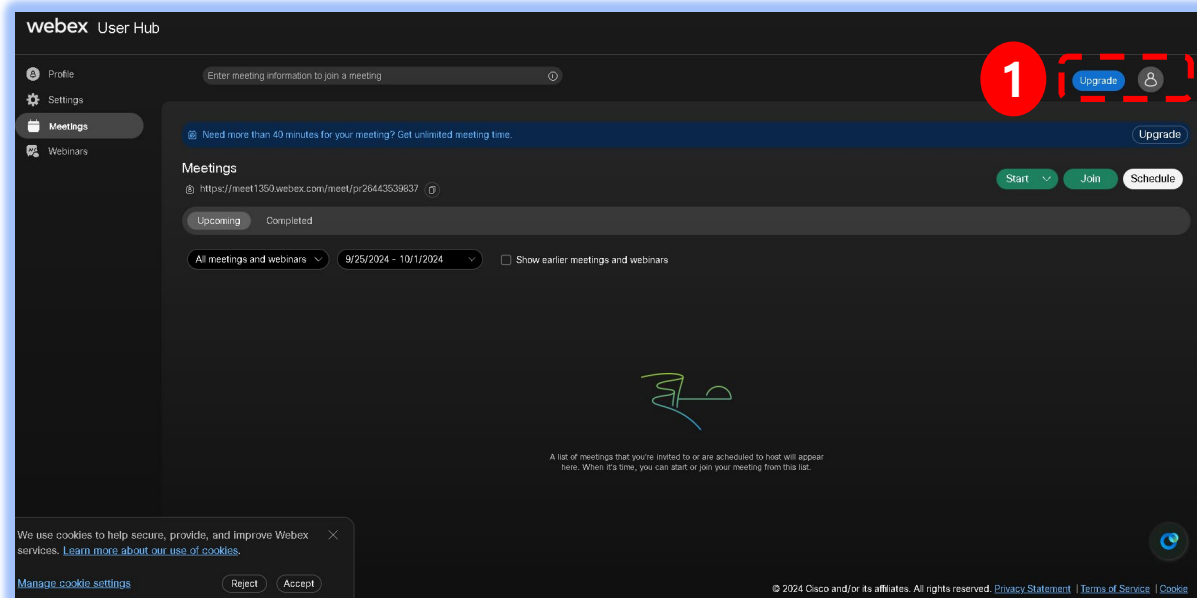 webex User Hub
Profile
Settings
Meetings
Webinars
Enter meeting information to join a meeting
1
Upgrade
Need more than 40 minutes for your meeting? Get unlimited meeting time.
Upgrade
Meetings
https://meet1350.webex.com/meet/pr26443539837
Start
Join
Schedule
Upcoming
Completed
All meetings and webinars
9/25/2024 - 10/1/2024
Show earlier meetings and webinars
A list of meetings that you're invited to or are scheduled to host will appear
here. When it's time, you can start or join your meeting from this list.
We use cookies to help secure, provide, and improve Webex
services. Learn more about our use of cookies.
Manage cookie settings
Reject
Accept
© 2024 Cisco and/or its affiliates. All rights reserved. Privacy Statement | Terms of Service | Cookie